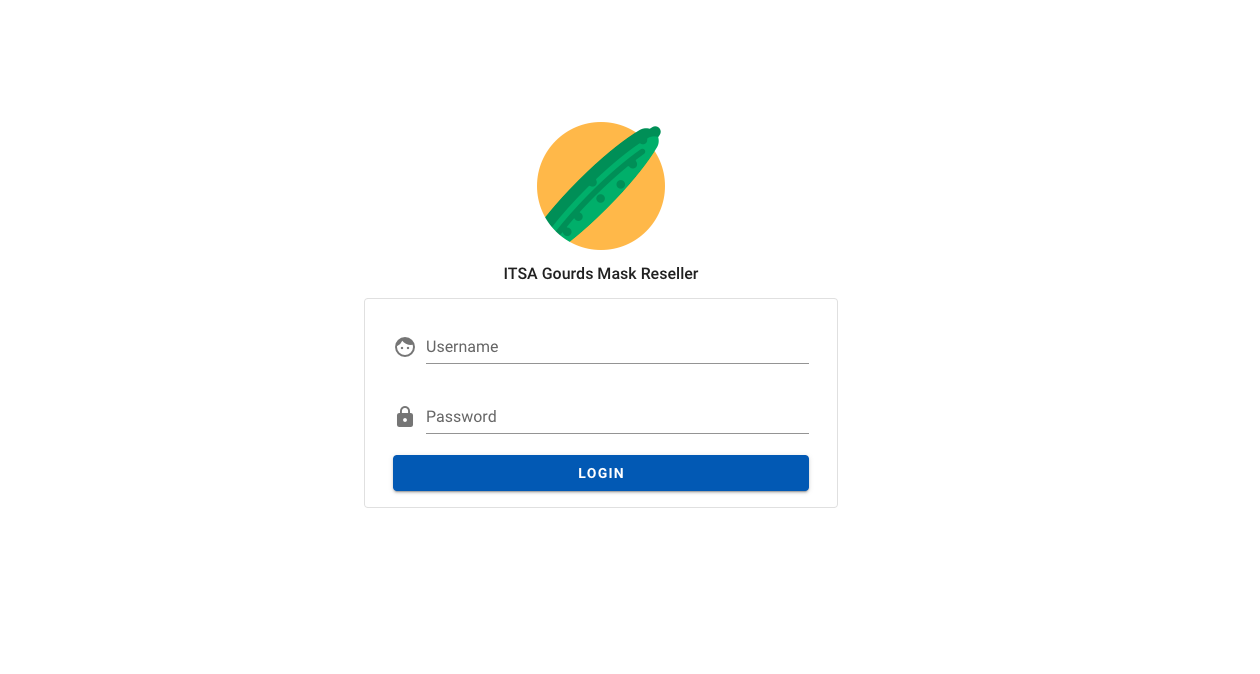 ITSA Gourds Mask Reseller
Username
Password
LOGIN